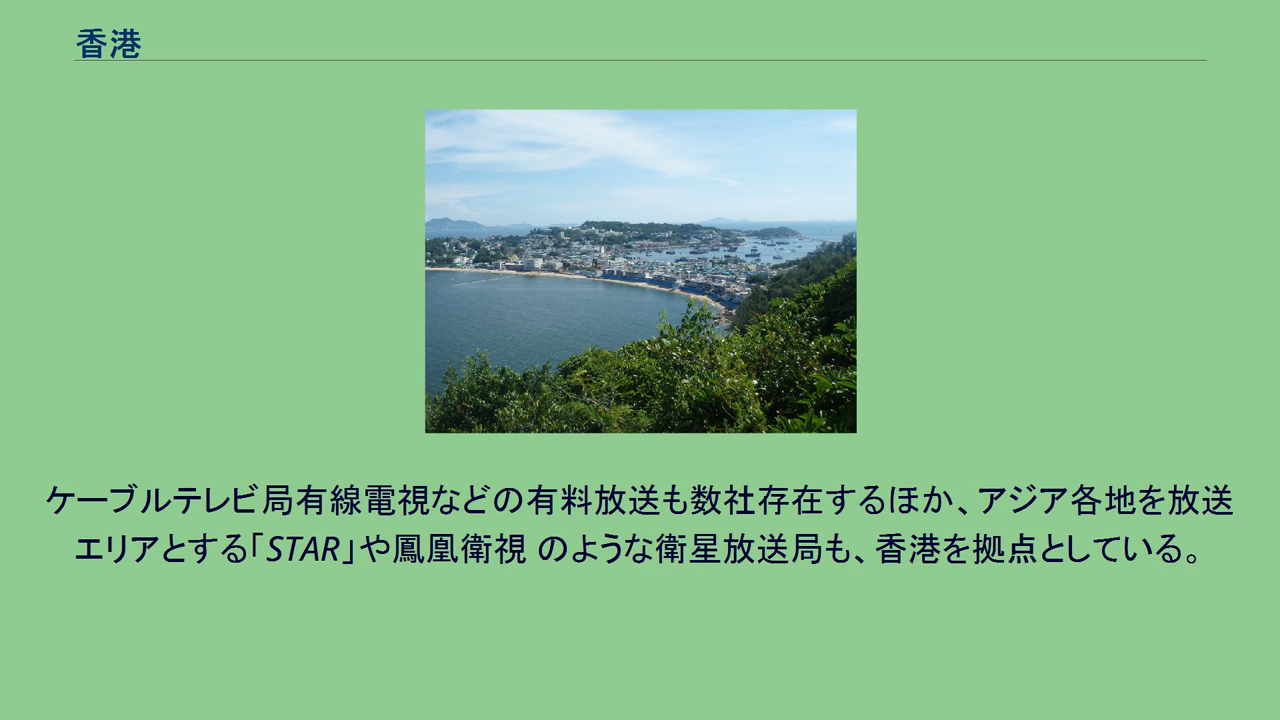 香港
ケーブルテレビ局有線電視などの有料放送も数社存在するほか、アジア各地を放送
エリアとする「STAR」や鳳凰衛視 のような衛星放送局も、香港を拠点としている。